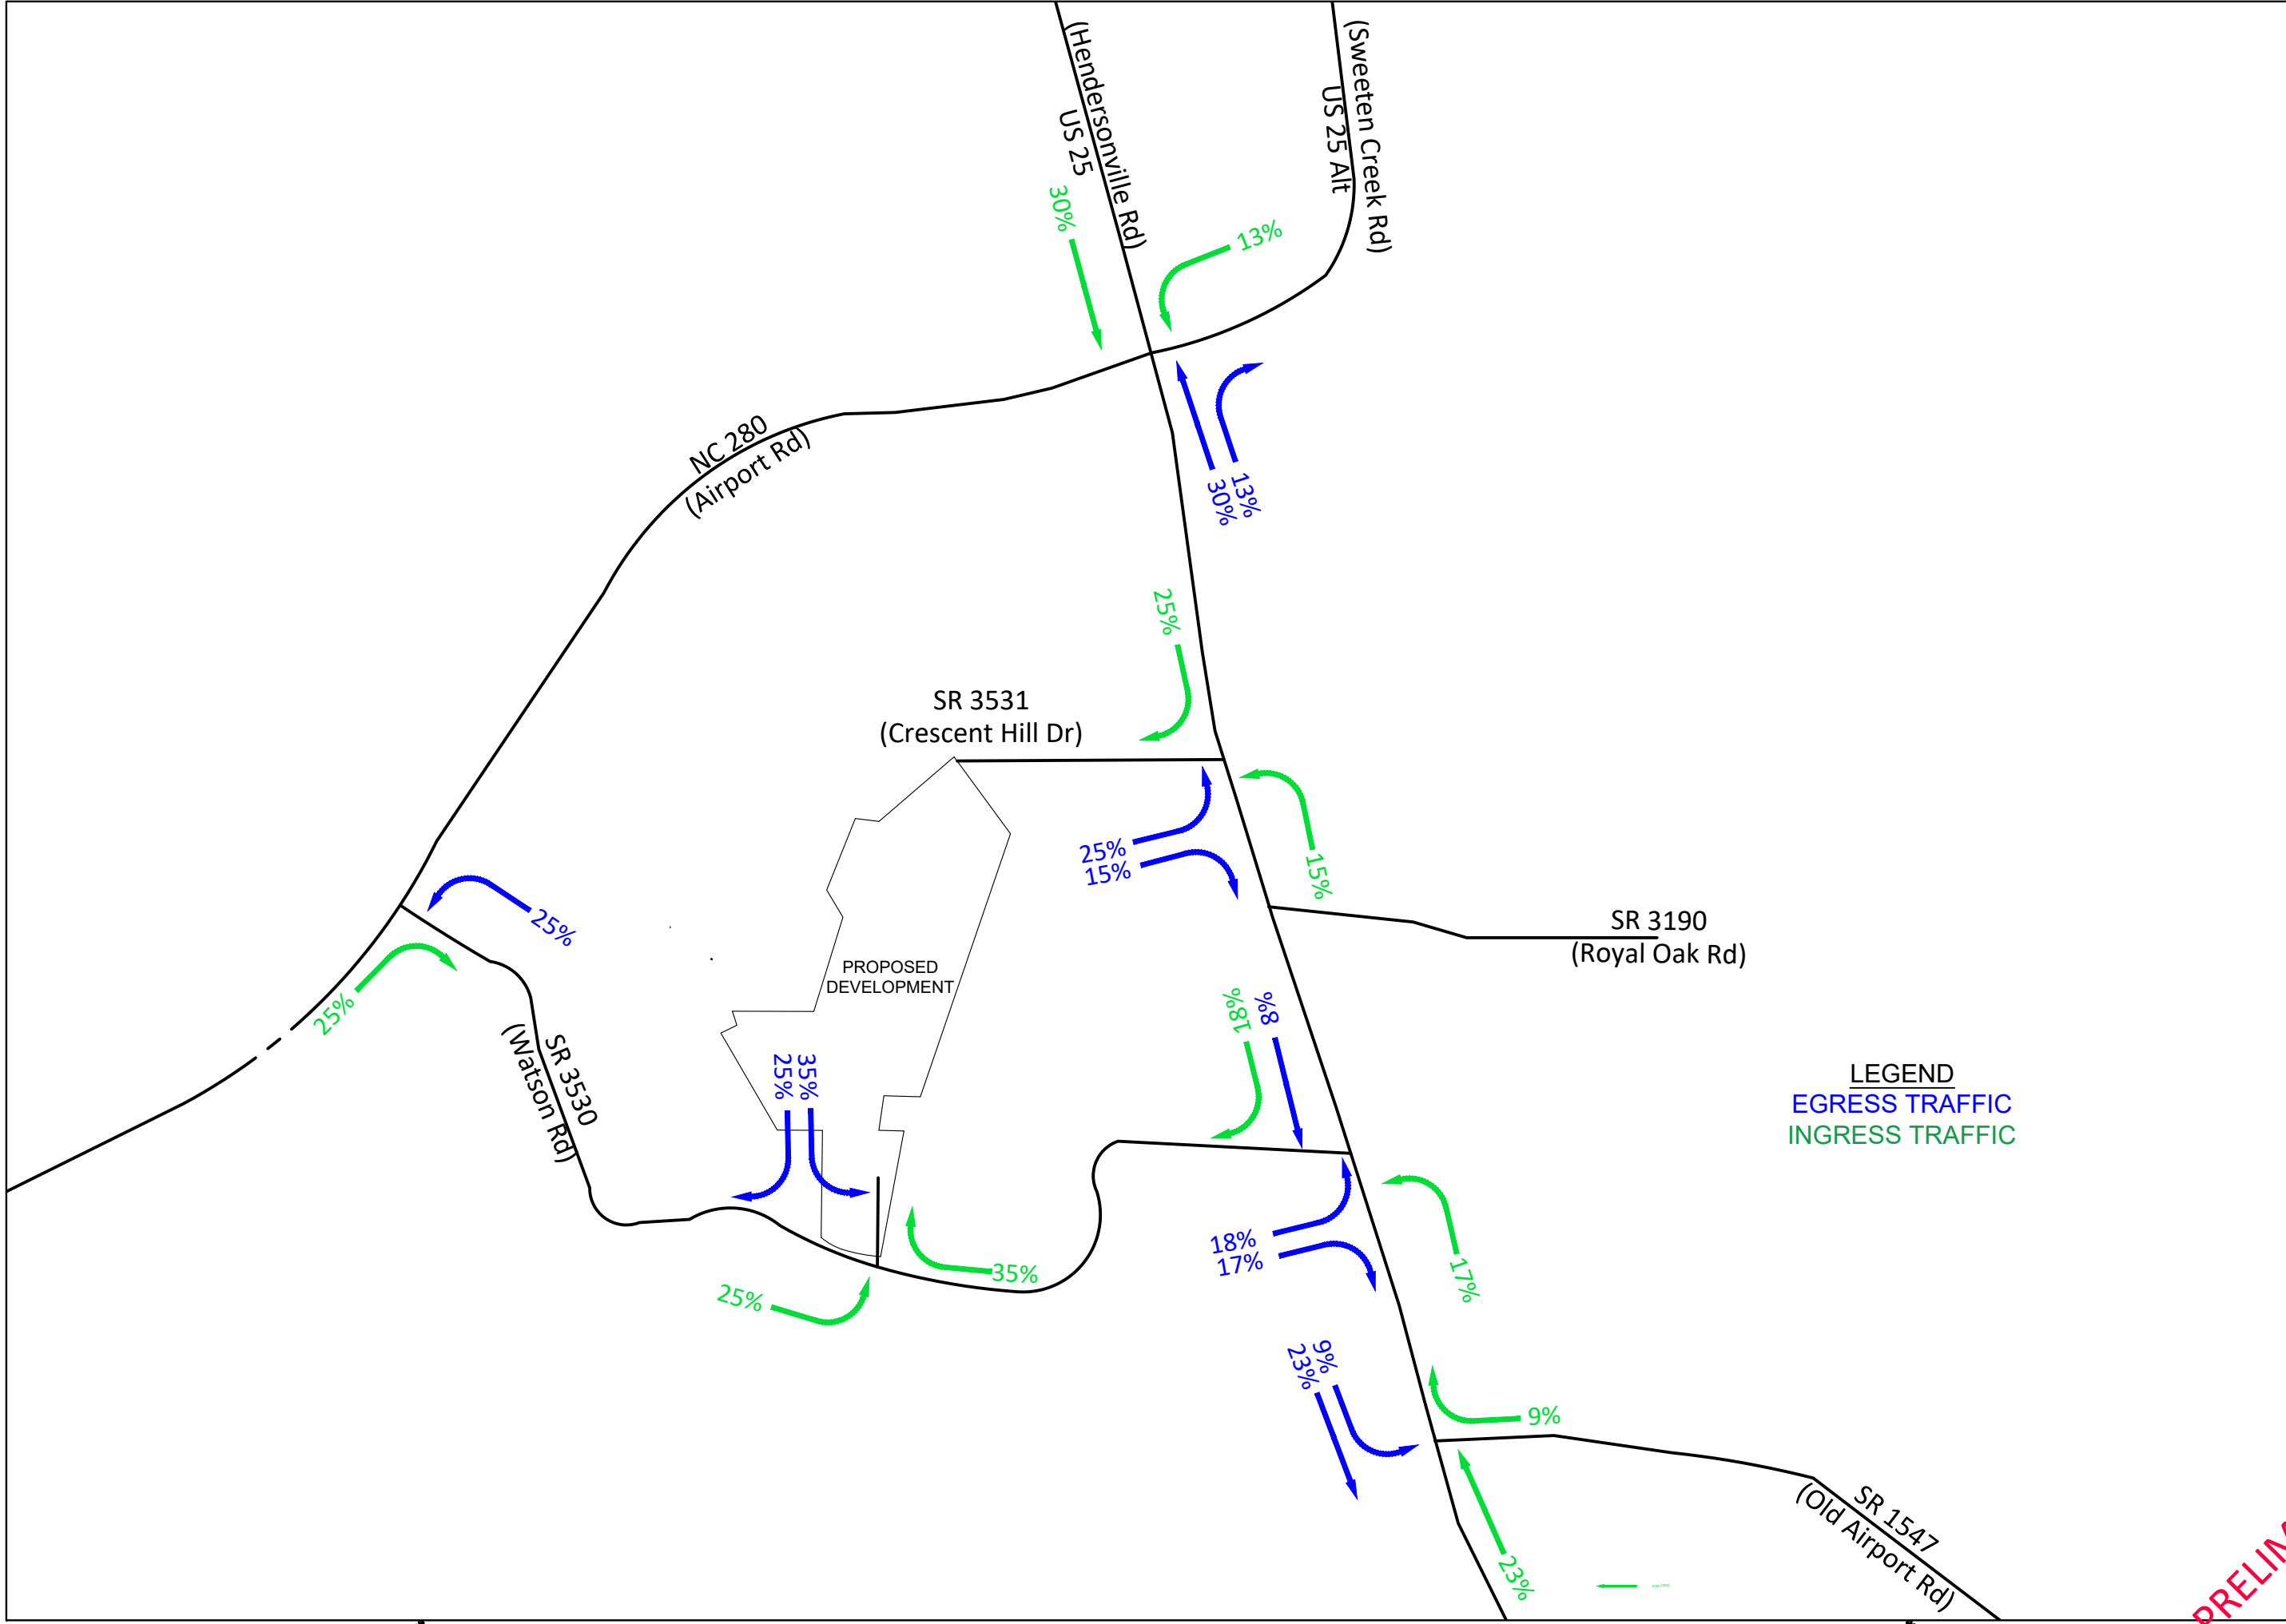 (Hendersonville Rd)
US 25
(Sweeten Creek Rd)
US 25 Alt
30%
13%
NC 280
(Airport Rd)
13%
30%
25%
SR 3531
(Crescent Hill Dr)
25%
15%
15%
SR 3190
(Royal Oak Rd)
25%
25%
PROPOSED
DEVELOPMENT
18%
8%
SR 3530
(Watson Rd)
35%
25%
LEGEND
EGRESS TRAFFIC
INGRESS TRAFFIC
18%
17%
17%
35%
25%
9%
23%
9%
23%
SR 1547
(Old Airport Rd)